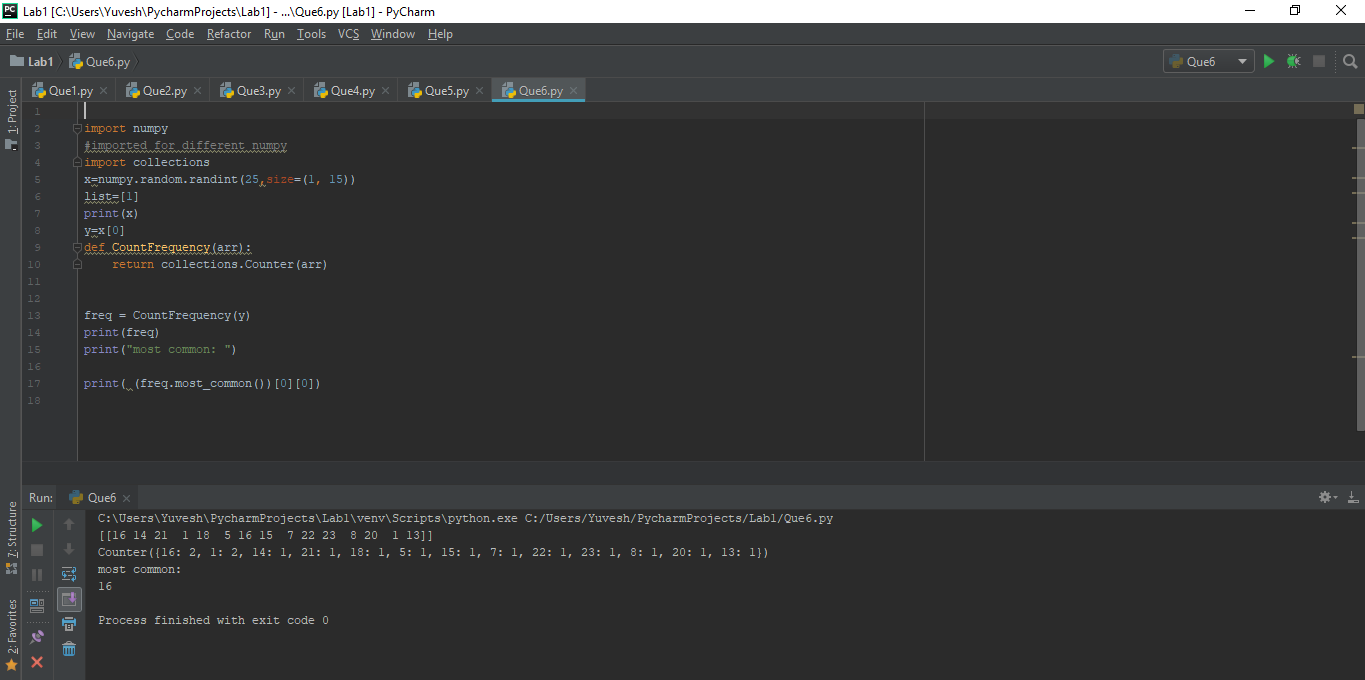 PC Lab1 [C:\Users\Yuvesh\PycharmProjects\Lab1] - ...\Que6.py [Lab1] - PyCharm
File Edit View Navigate Code Refactor Run Tools VCS Window Help
Lab1 Que6.py Que6
Que1.py Que2.py Que3.py Que4.py Que5.py Que6.py
1: Project
1
2 import numpy
3 #imported for different numpy
4 import collections
5 x=numpy.random.randint(25,size=(1, 15))
6 list=[1]
7 print(x)
8 y=x[0]
9 def CountFrequency(arr):
10     return collections.Counter(arr)
11
12
13 freq = CountFrequency(y)
14 print(freq)
15 print("most common: ")
16
17 print( (freq.most_common())[0][0])
18
Run: Que6
7: Structure
2: Favorites
C:\Users\Yuvesh\PycharmProjects\Lab1\venv\Scripts\python.exe C:/Users/Yuvesh/PycharmProjects/Lab1/Que6.py
[[16 14 21  1 18  5 16 15  7 22 23  8 20  1 13]]
Counter({16: 2, 1: 2, 14: 1, 21: 1, 18: 1, 5: 1, 15: 1, 7: 1, 22: 1, 23: 1, 8: 1, 20: 1, 13: 1})
most common:
16
Process finished with exit code 0